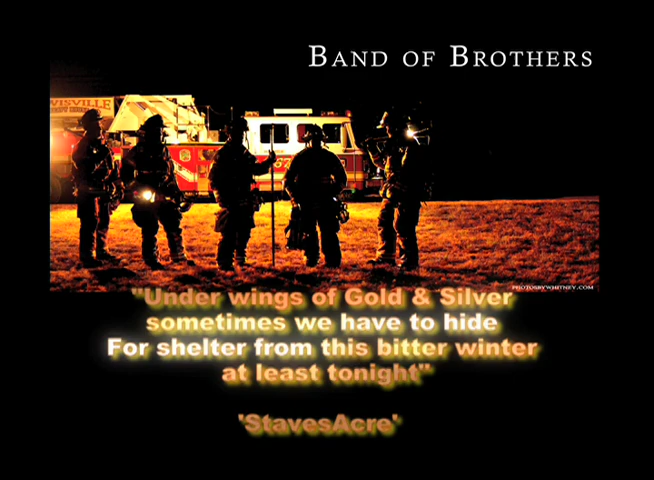 BAND OF BROTHERS
WISVILLE
PHOTOSBYWHITNEY.COM
"Under wings of Gold & Silver
sometimes we have to hide
For shelter from this bitter winter
at least tonight"
'StavesAcre'